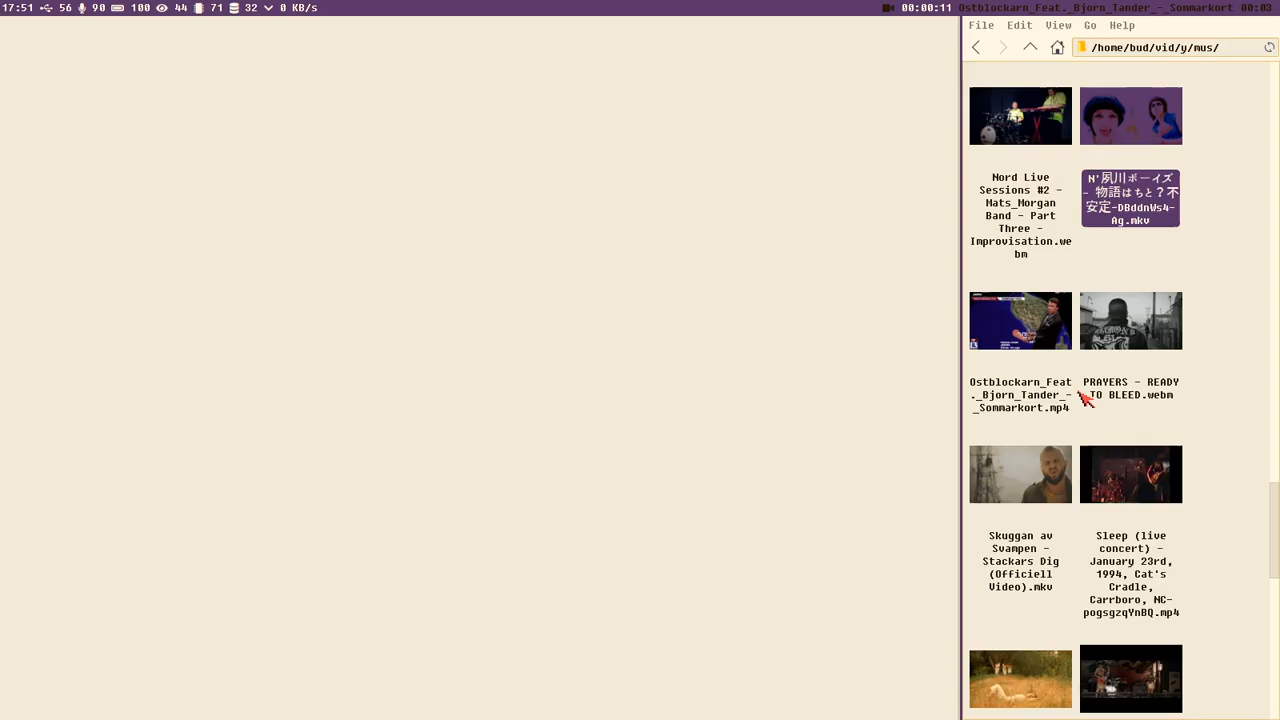 17:51 56 90 100 44 71 32 0 KB/s
00:00:11 Ostblockarn_Feat._Bjorn_Tander_-_Sommarkort 00:03
File Edit View Go Help
/home/bud/vid/y/mus/
Nord Live
Sessions #2 -
Mats_Morgan
Band - Part
Three -
Improvisation.we
bm
N'夙川ボーイズ
- 物語はちと？不
安定-DBddnWs4-
Ag.mkv
Ostblockarn_Feat
._Bjorn_Tander_-
_Sommarkort.mp4
PRAYERS - READY
TO BLEED.webm
Skuggan av
Svampen -
Stackars Dig
(Officiell
Video).mkv
Sleep (live
concert) -
January 23rd,
1994, Cat's
Cradle,
Carrboro, NC-
pogsgzqYnBQ.mp4